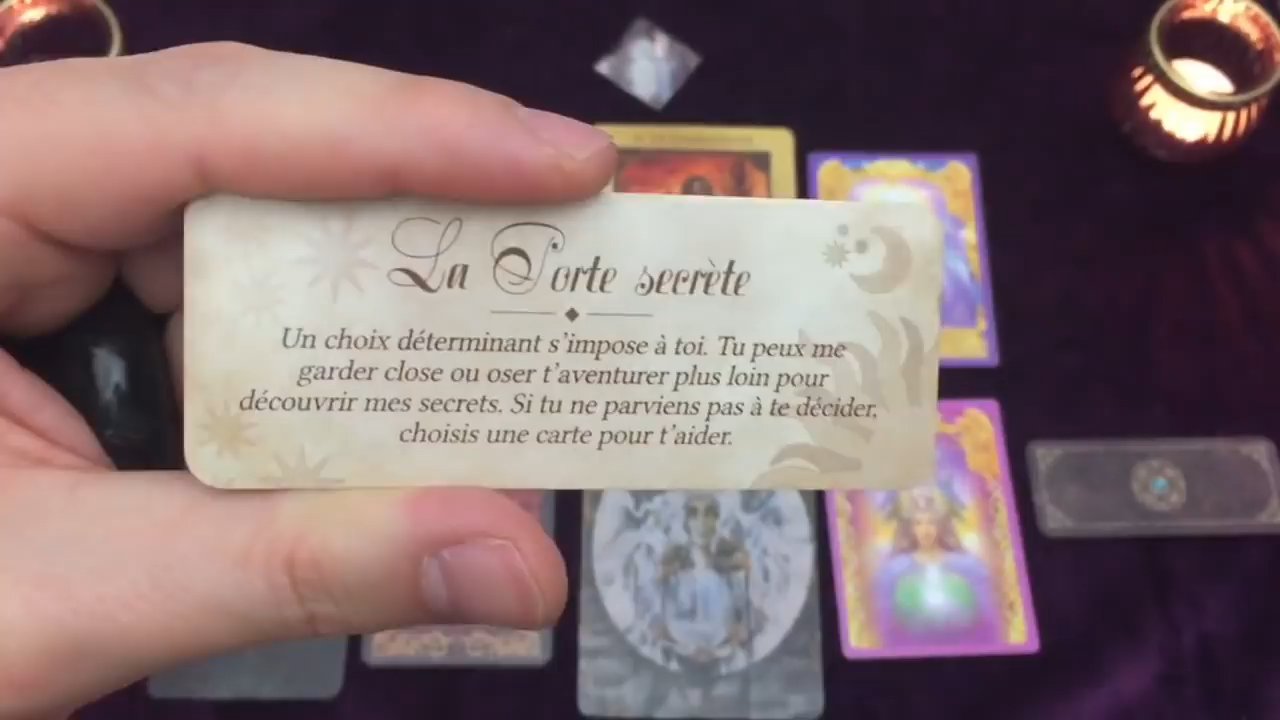 La Porte secrète
Un choix déterminant s'impose à toi. Tu peux me
garder close ou oser t'aventurer plus loin pour
découvrir mes secrets. Si tu ne parviens pas à te décider,
choisis une carte pour t'aider.